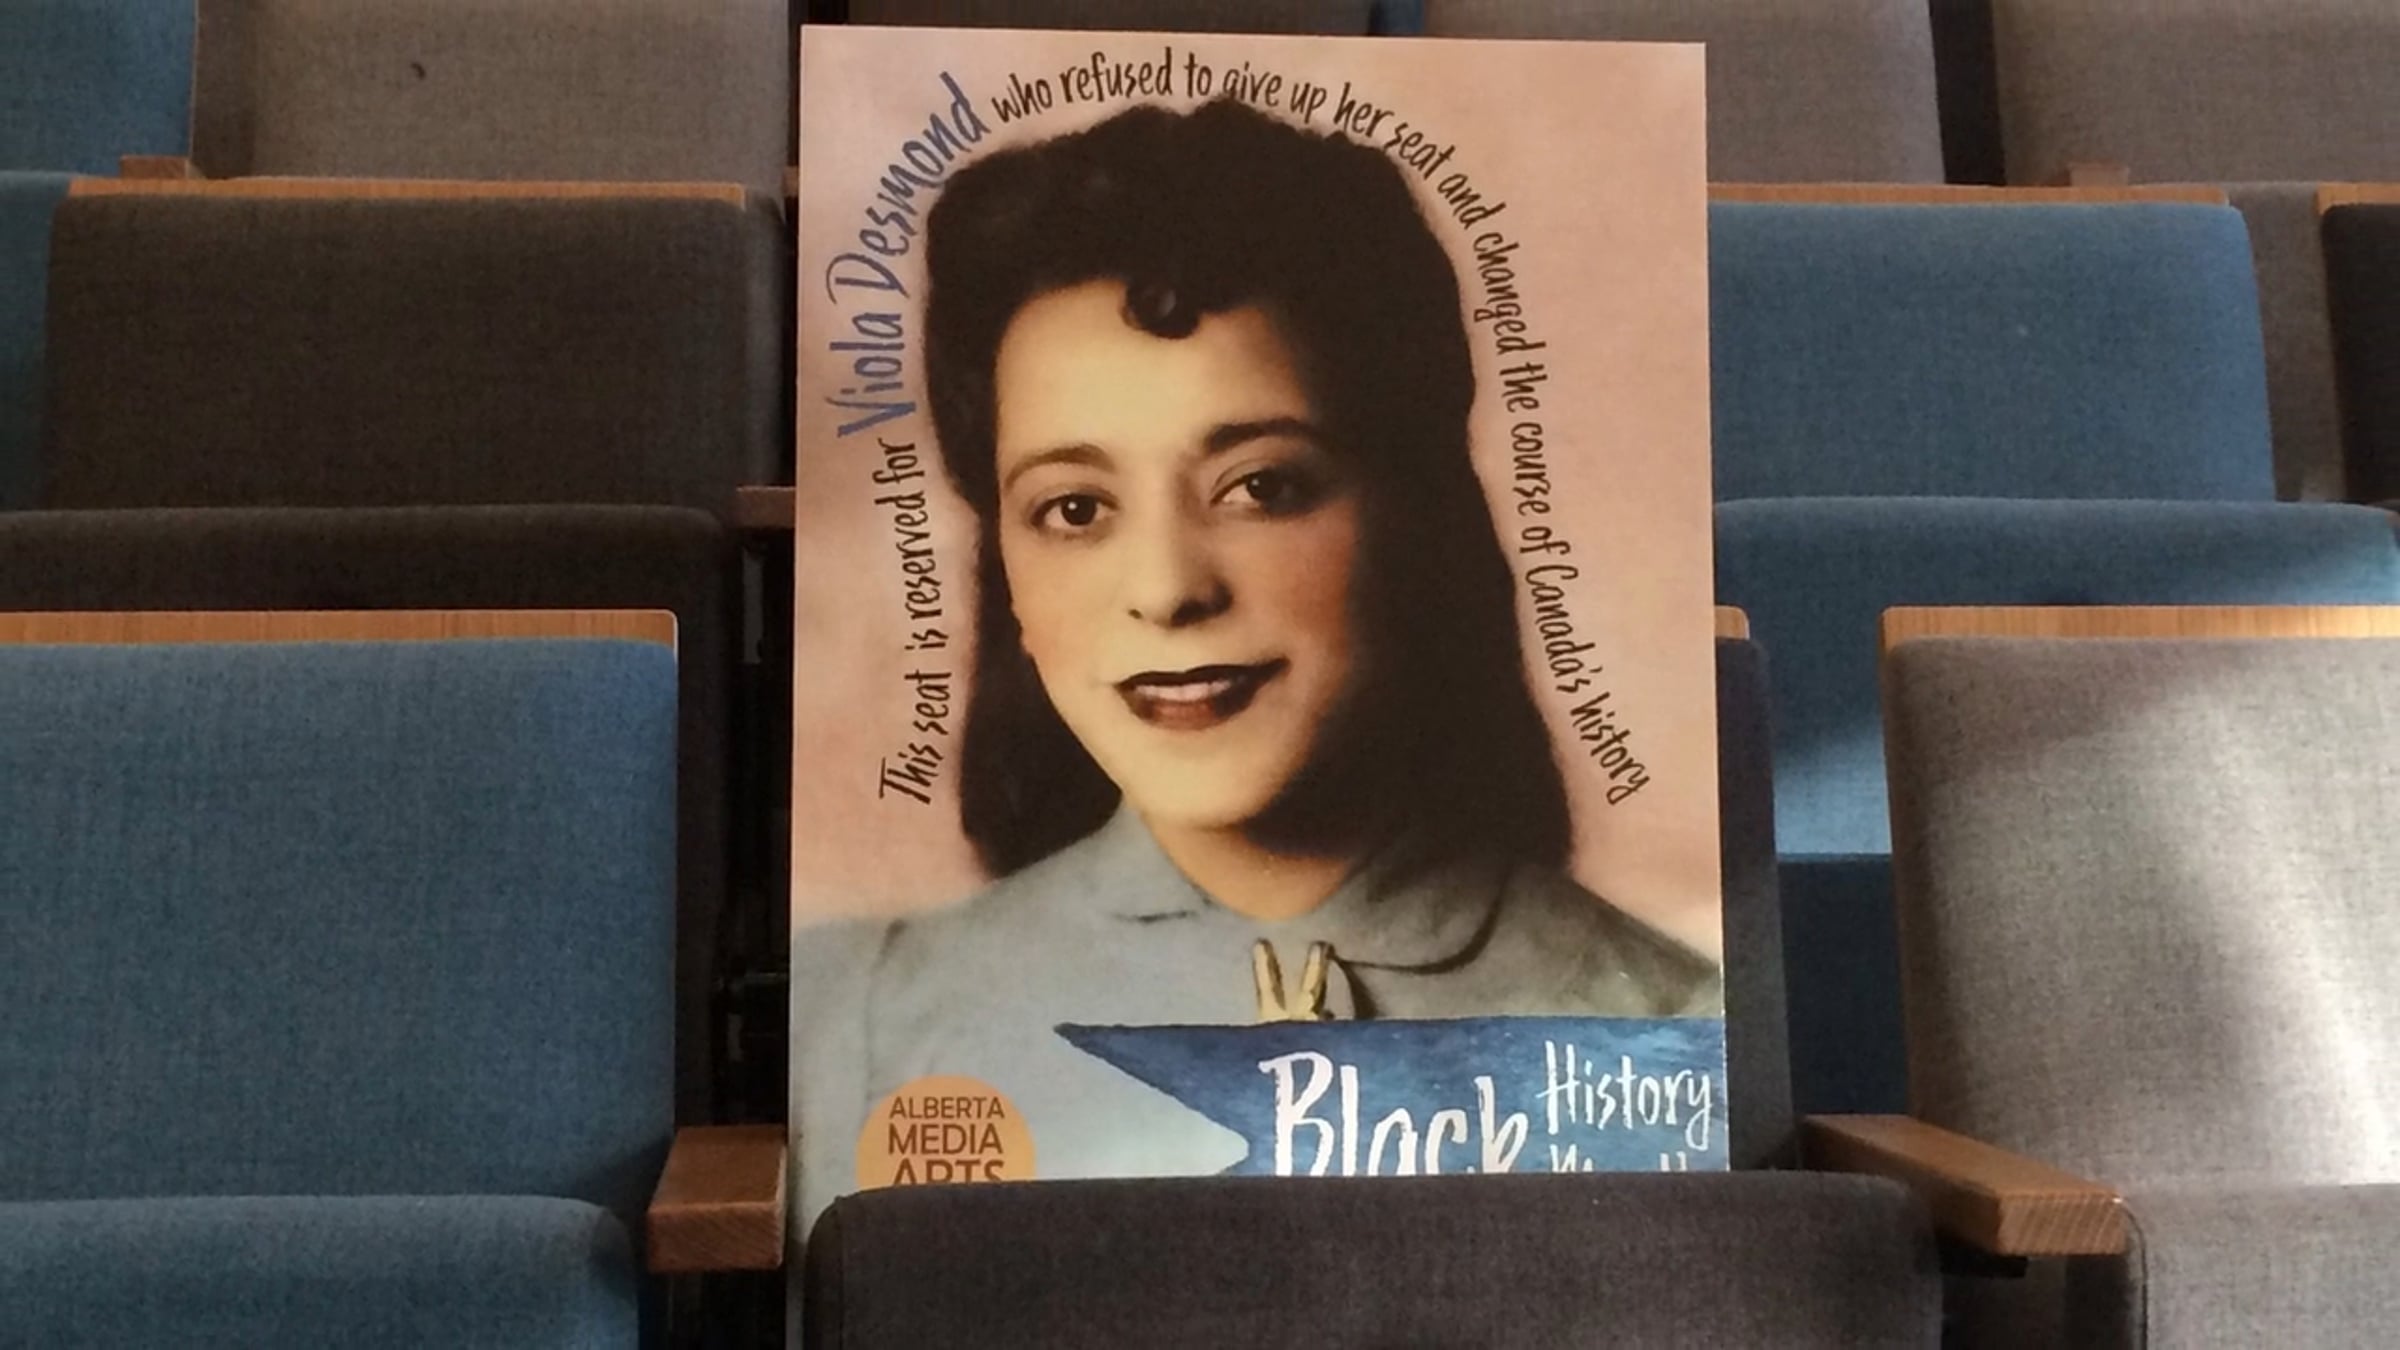 This seat is reserved for Viola Desmond who refused to give up her seat and changed the course of Canada's history
Black History
ALBERTA
MEDIA
ARTS